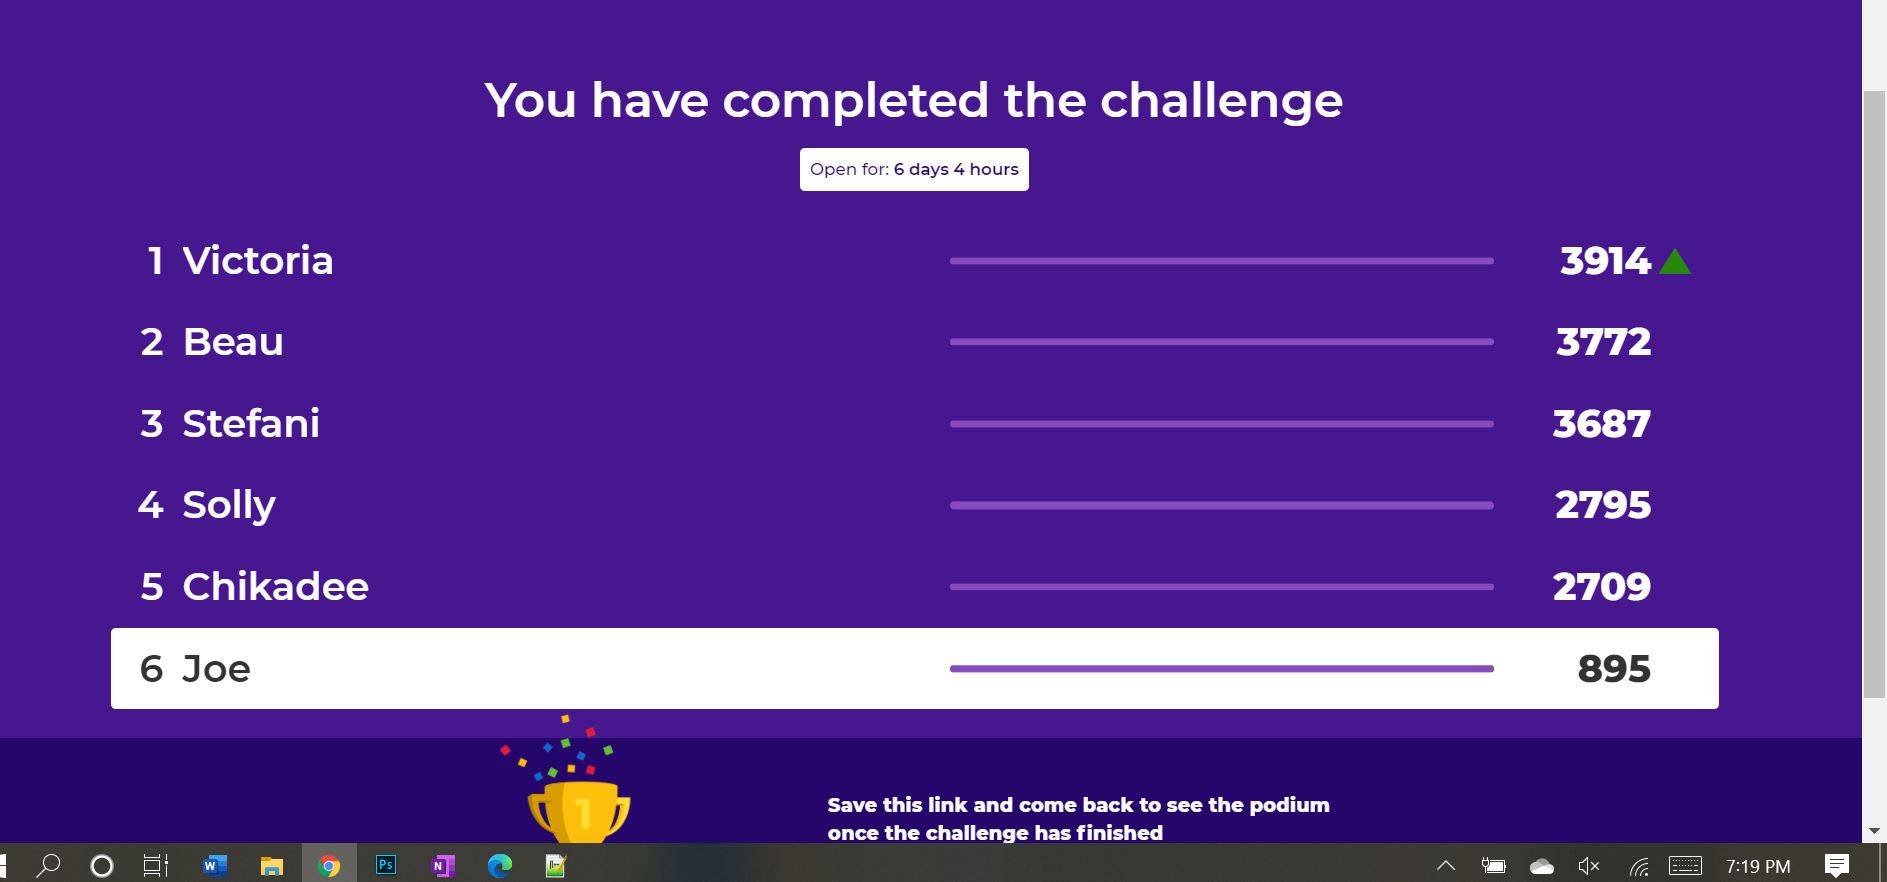 You have completed the challenge
Open for: 6 days 4 hours
1 Victoria 3914
2 Beau 3772
3 Stefani 3687
4 Solly 2795
5 Chikadee 2709
6 Joe 895
1
Save this link and come back to see the podium
once the challenge has finished
W
Ps
N
7:19 PM